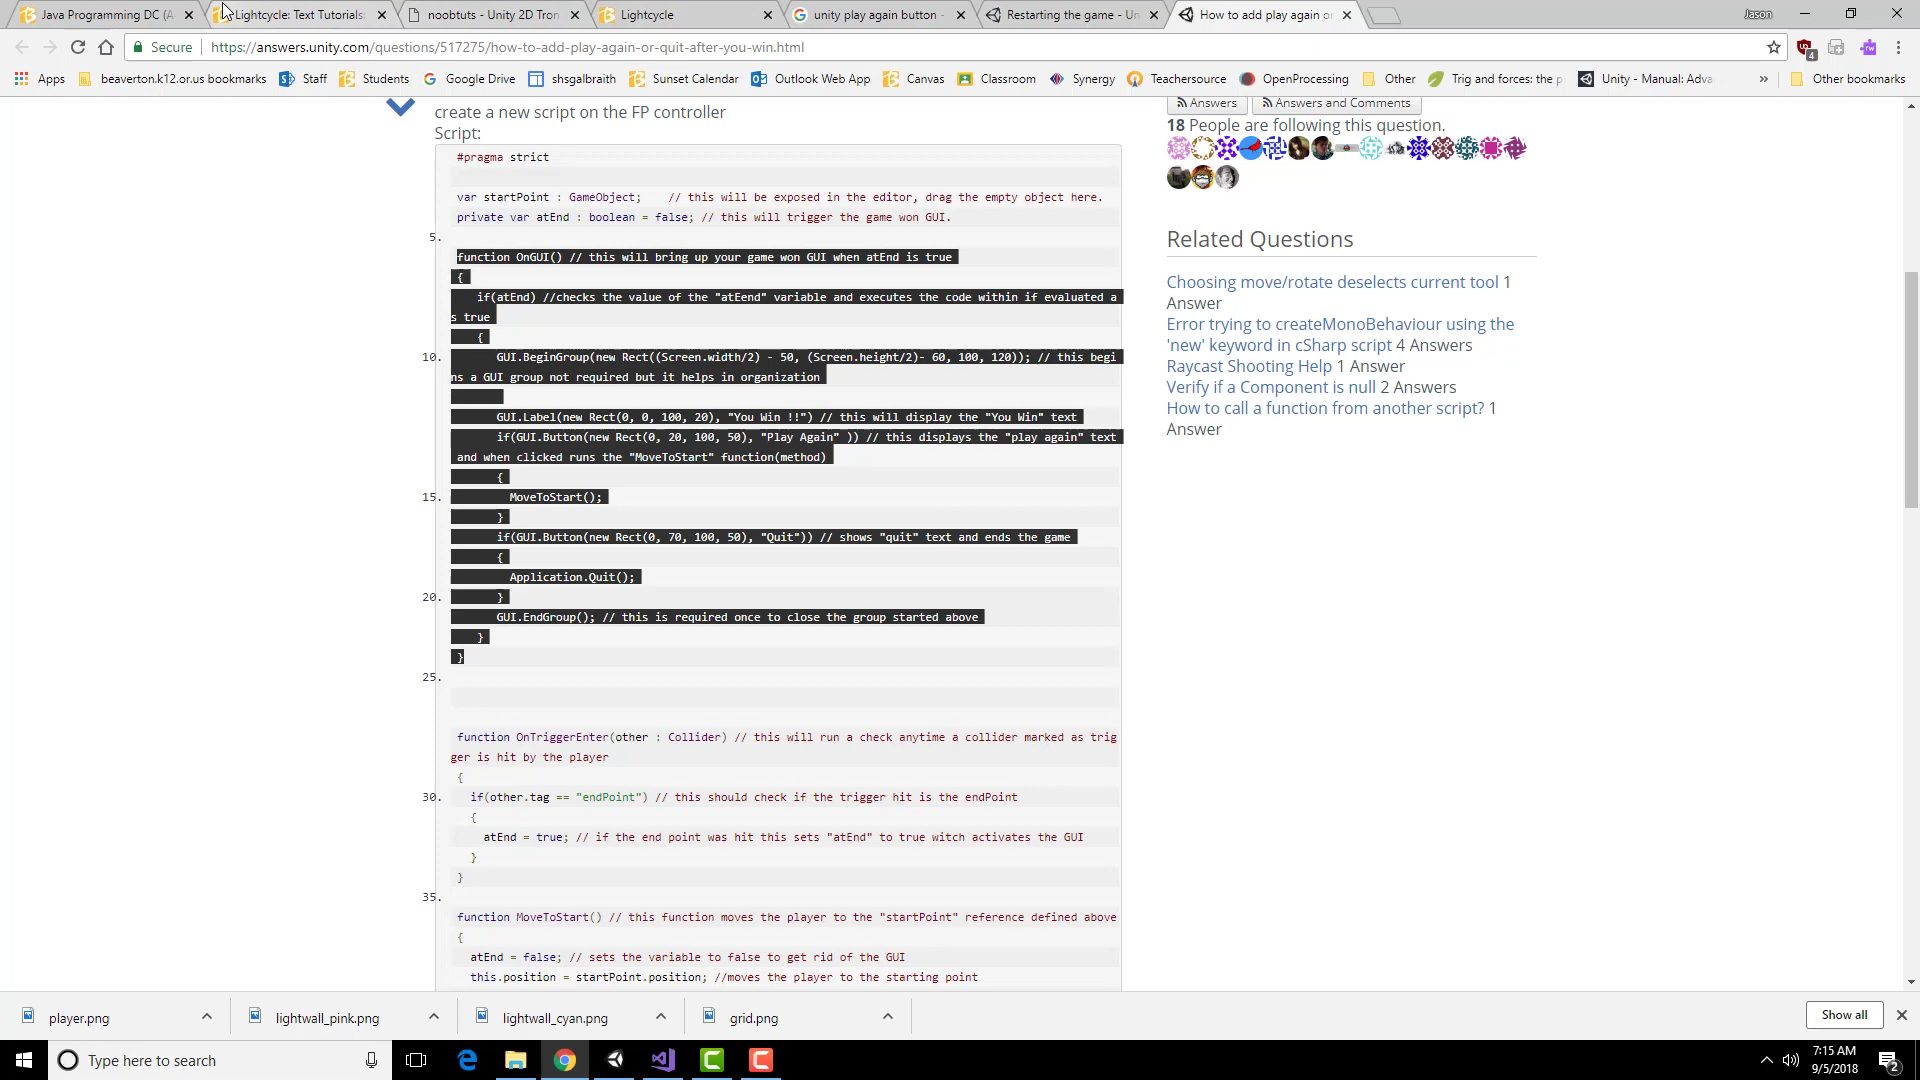 Java Programming DC (A
Lightcycle: Text Tutorials:
noobtuts - Unity 2D Tron
Lightcycle
unity play again button -
Restarting the game - Un
How to add play again or
Jason
Secure
https://answers.unity.com/questions/517275/how-to-add-play-again-or-quit-after-you-win.html
4
Apps
beaverton.k12.or.us bookmarks
Staff
Students
Google Drive
shsgalbraith
Sunset Calendar
Outlook Web App
Canvas
Classroom
Synergy
Teachersource
OpenProcessing
Other
Trig and forces: the p
Unity - Manual: Adva
»
Other bookmarks
create a new script on the FP controller
Script:
#pragma strict
var startPoint : GameObject;    // this will be exposed in the editor, drag the empty object here.
private var atEnd : boolean = false; // this will trigger the game won GUI.
5.
function OnGUI() // this will bring up your game won GUI when atEnd is true
{
if(atEnd) //checks the value of the "atEend" variable and executes the code within if evaluated a
s true
{
10. GUI.BeginGroup(new Rect((Screen.width/2) - 50, (Screen.height/2)- 60, 100, 120)); // this begi
ns a GUI group not required but it helps in organization
GUI.Label(new Rect(0, 0, 100, 20), "You Win !!") // this will display the "You Win" text
if(GUI.Button(new Rect(0, 20, 100, 50), "Play Again" )) // this displays the "play again" text
and when clicked runs the "MoveToStart" function(method)
{
15. MoveToStart();
}
if(GUI.Button(new Rect(0, 70, 100, 50), "Quit")) // shows "quit" text and ends the game
{
Application.Quit();
20. }
GUI.EndGroup(); // this is required once to close the group started above
}
}
25.
function OnTriggerEnter(other : Collider) // this will run a check anytime a collider marked as trig
ger is hit by the player
{
30. if(other.tag == "endPoint") // this should check if the trigger hit is the endPoint
{
atEnd = true; // if the end point was hit this sets "atEnd" to true witch activates the GUI
}
}
35.
function MoveToStart() // this function moves the player to the "startPoint" reference defined above
{
atEnd = false; // sets the variable to false to get rid of the GUI
this.position = startPoint.position; //moves the player to the starting point
Answers
Answers and Comments
18 People are following this question.
Related Questions
Choosing move/rotate deselects current tool 1
Answer
Error trying to createMonoBehaviour using the
'new' keyword in cSharp script 4 Answers
Raycast Shooting Help 1 Answer
Verify if a Component is null 2 Answers
How to call a function from another script? 1
Answer
player.png
lightwall_pink.png
lightwall_cyan.png
grid.png
Show all
Type here to search
7:15 AM
9/5/2018
2